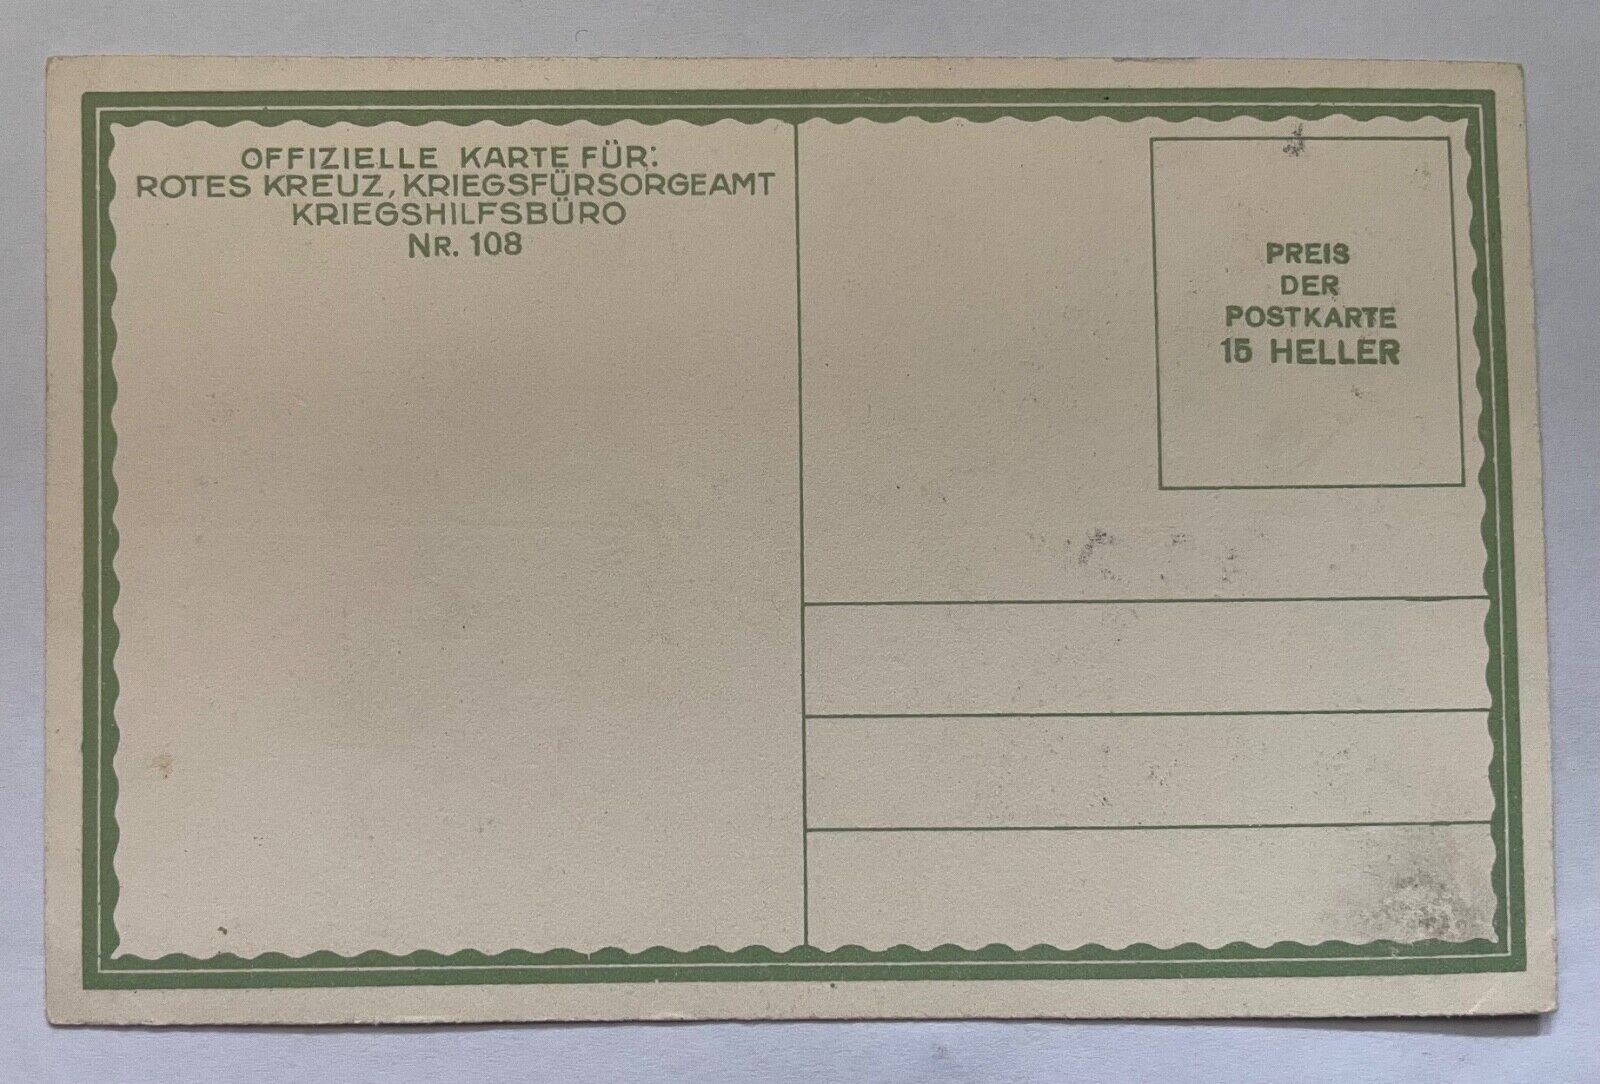 OFFIZIELLE KARTE FÜR:
ROTES KREUZ, KRIEGSFÜRSORGEAMT
KRIEGSHILFSBÜRO
NR. 108
PREIS
DER
POSTKARTE
15 HELLER